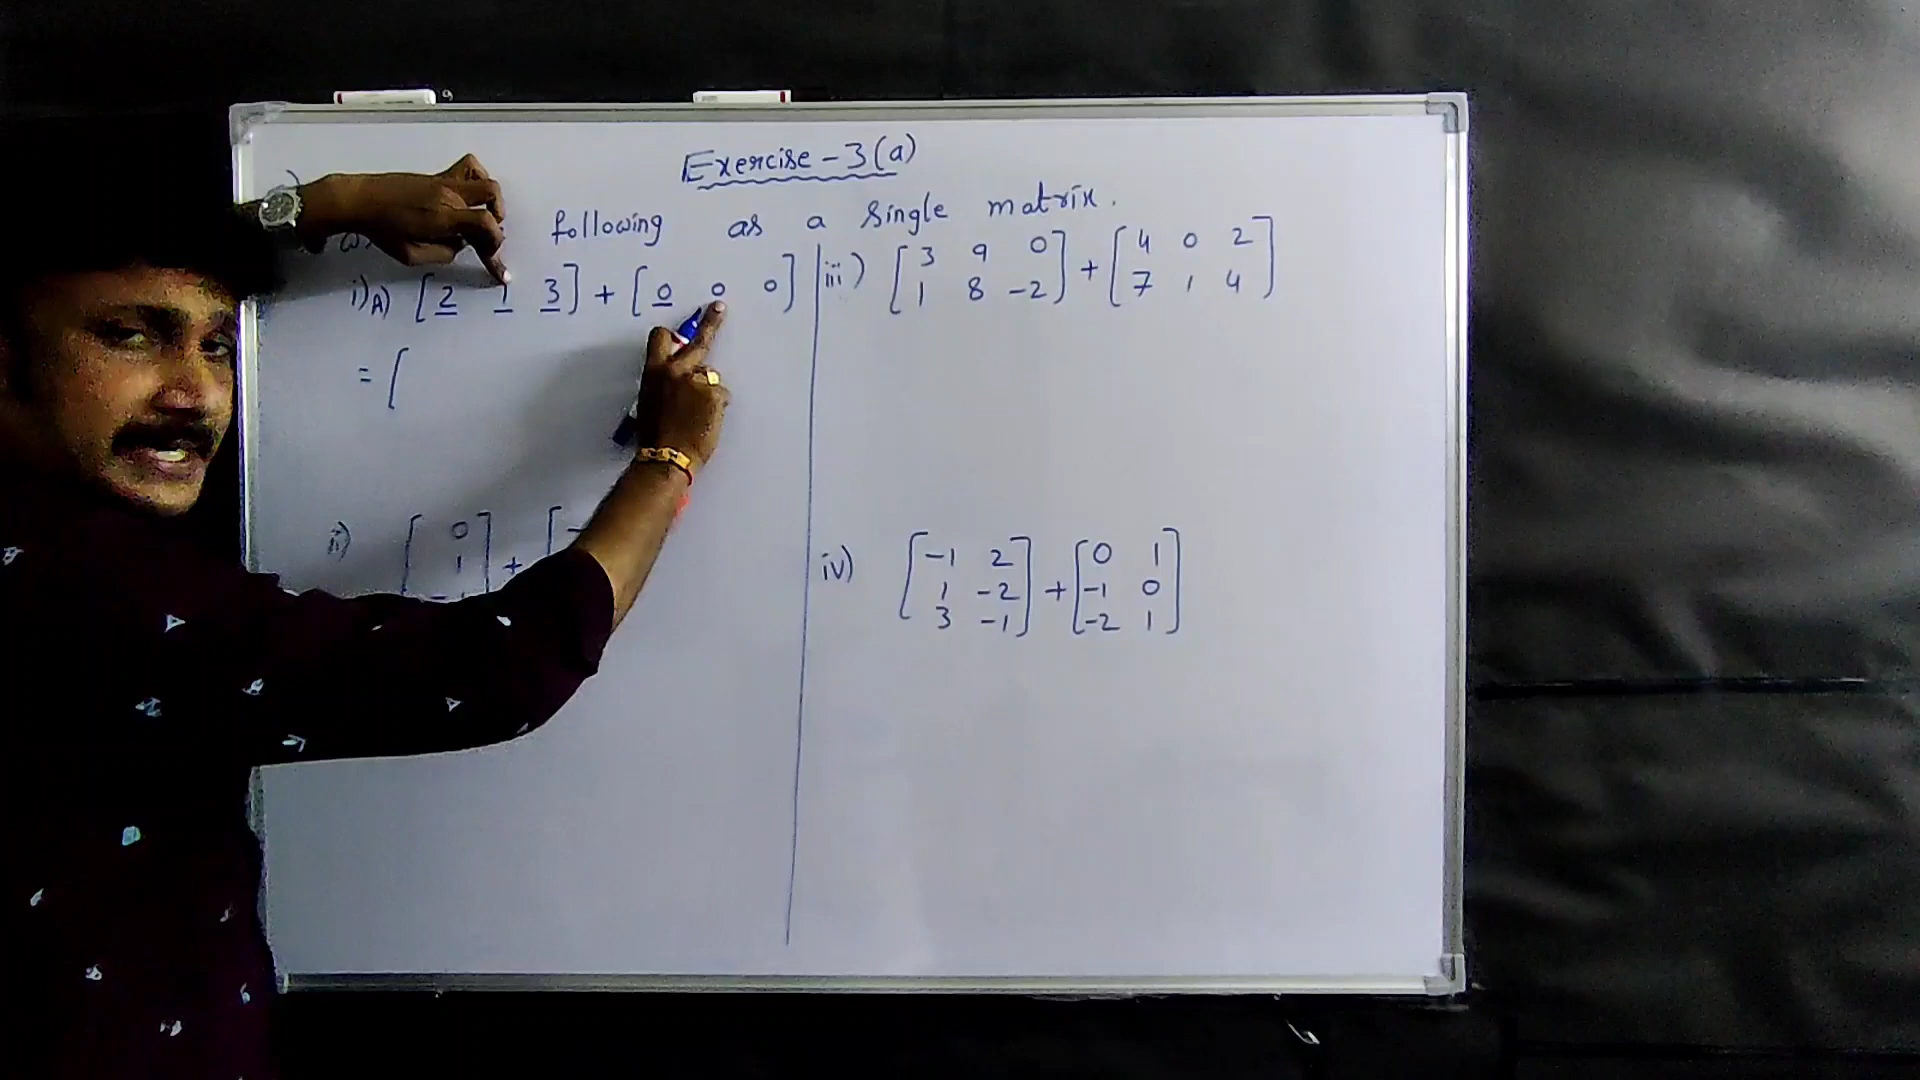 Exercise - 3(a)
following as a single matrix.
i) A) [2 1 3] + [0 0 0]
= [
ii) [0 1
+ [
iii) [3 9 0
1 8 -2] + [4 0 2
7 1 4]
iv) [-1 2
1 -2
3 -1] + [0 1
-1 0
-2 1]